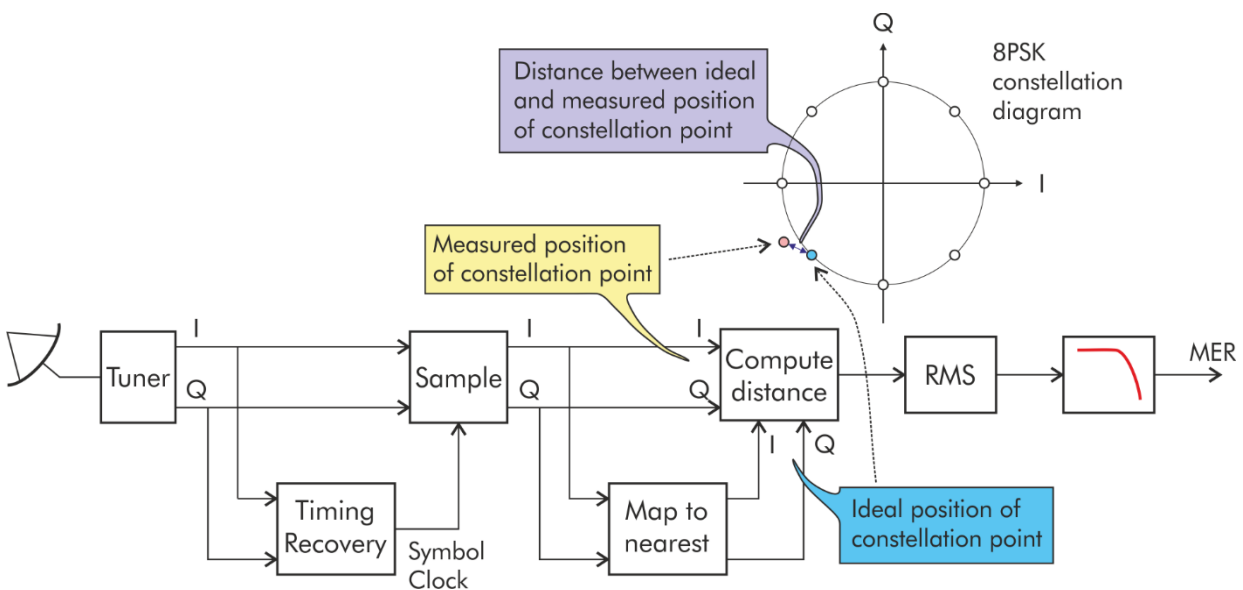 Q
8PSK
constellation
diagram
Distance between ideal
and measured position
of constellation point
I
Measured position
of constellation point
I
I
I
MER
Tuner
Sample
Compute
distance
RMS
Q
Q
Q
I
Q
Timing
Recovery
Map to
nearest
Ideal position of
constellation point
Symbol
Clock